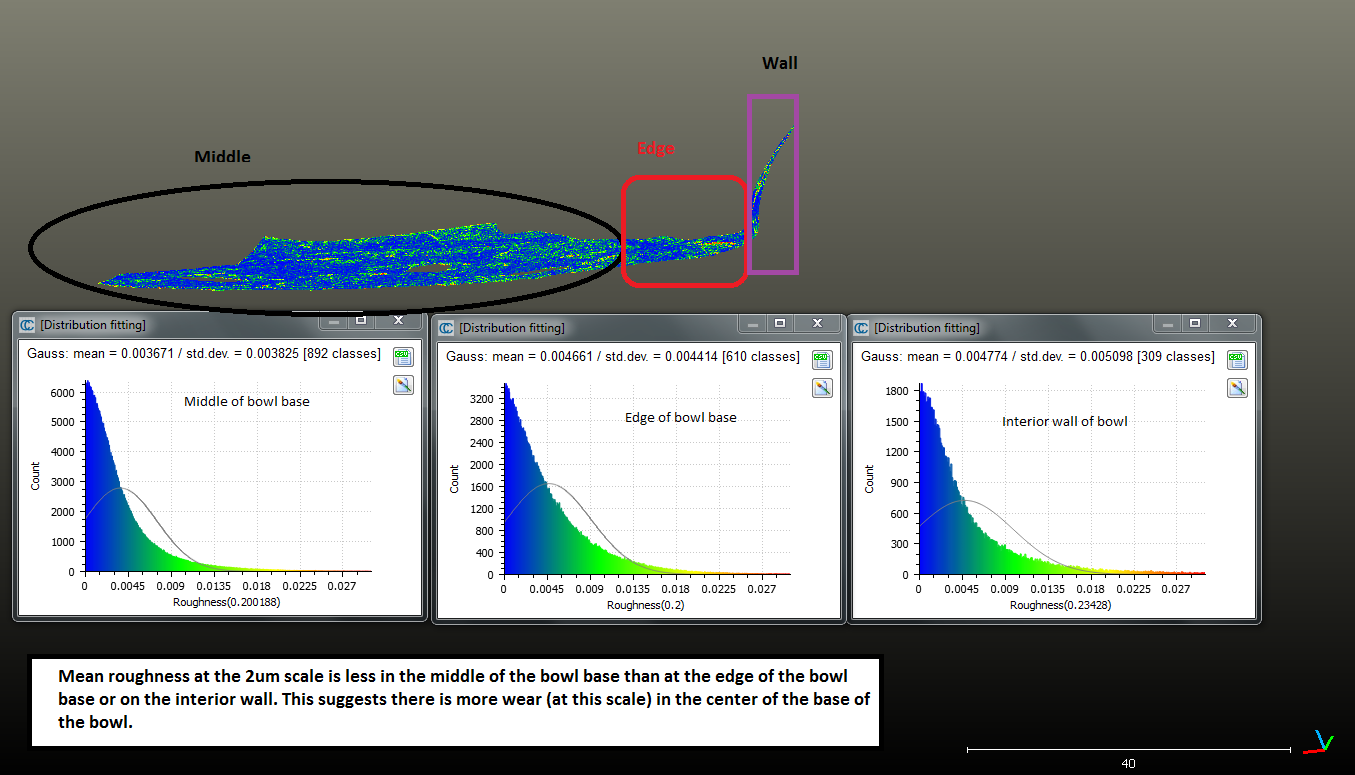 Wall
Edge
Middle
[Distribution fitting]
Gauss: mean = 0.003671 / std.dev. = 0.003825 [892 classes]
CSV
Middle of bowl base
6000
5000
4000
3000
2000
1000
0
Count
0 0.0045 0.009 0.0135 0.018 0.0225 0.027
Roughness(0.200188)
[Distribution fitting]
Gauss: mean = 0.004661 / std.dev. = 0.004414 [610 classes]
CSV
Edge of bowl base
3200
2800
2400
2000
1600
1200
800
400
0
Count
0 0.0045 0.009 0.0135 0.018 0.0225 0.027
Roughness(0.2)
[Distribution fitting]
Gauss: mean = 0.004774 / std.dev. = 0.005098 [309 classes]
CSV
Interior wall of bowl
1800
1500
1200
900
600
300
0
Count
0 0.0045 0.009 0.0135 0.018 0.0225 0.027
Roughness(0.23428)
Mean roughness at the 2um scale is less in the middle of the bowl base than at the edge of the bowl
base or on the interior wall. This suggests there is more wear (at this scale) in the center of the base of
the bowl.
40